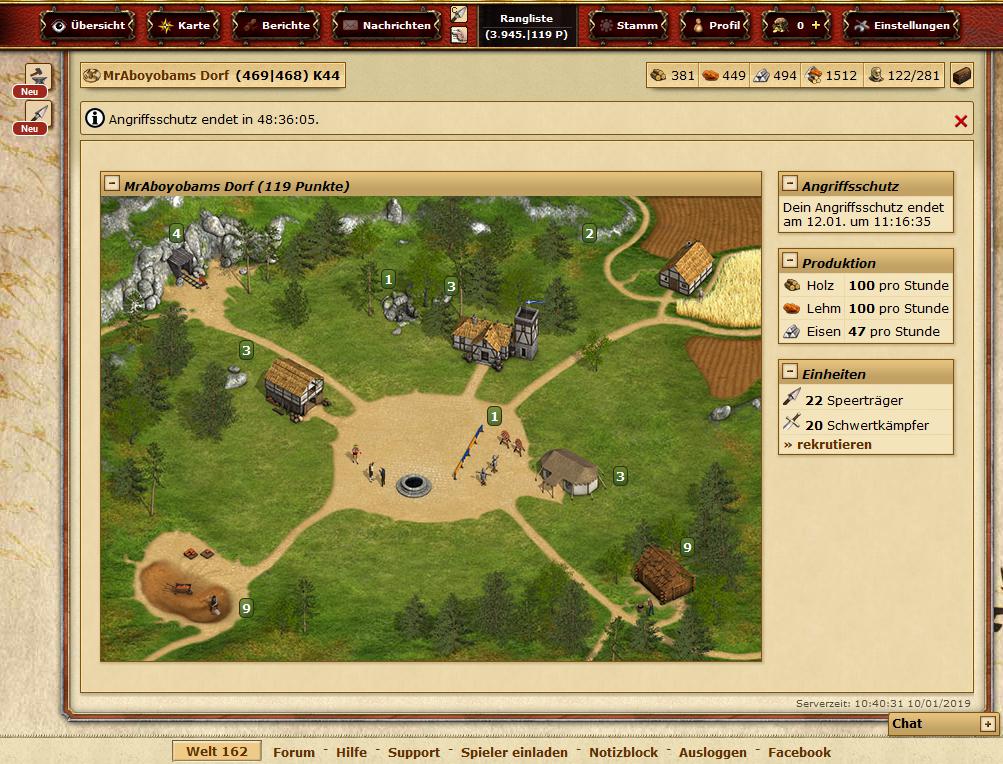 Übersicht Karte Berichte Nachrichten Rangliste Stamm Profil 0 + Einstellungen
(3.945.|119 P)
Neu
Neu
MrAboyobams Dorf (469|468) K44 381 449 494 1512 122/281
Angriffsschutz endet in 48:36:05.
MrAboyobams Dorf (119 Punkte)
4
2
1
3
3
1
3
9
9
Angriffsschutz
Dein Angriffsschutz endet
am 12.01. um 11:16:35
Produktion
Holz 100 pro Stunde
Lehm 100 pro Stunde
Eisen 47 pro Stunde
Einheiten
22 Speerträger
20 Schwertkämpfer
» rekrutieren
Serverzeit: 10:40:31 10/01/2019
Chat +
Welt 162 Forum - Hilfe - Support - Spieler einladen - Notizblock - Ausloggen - Facebook